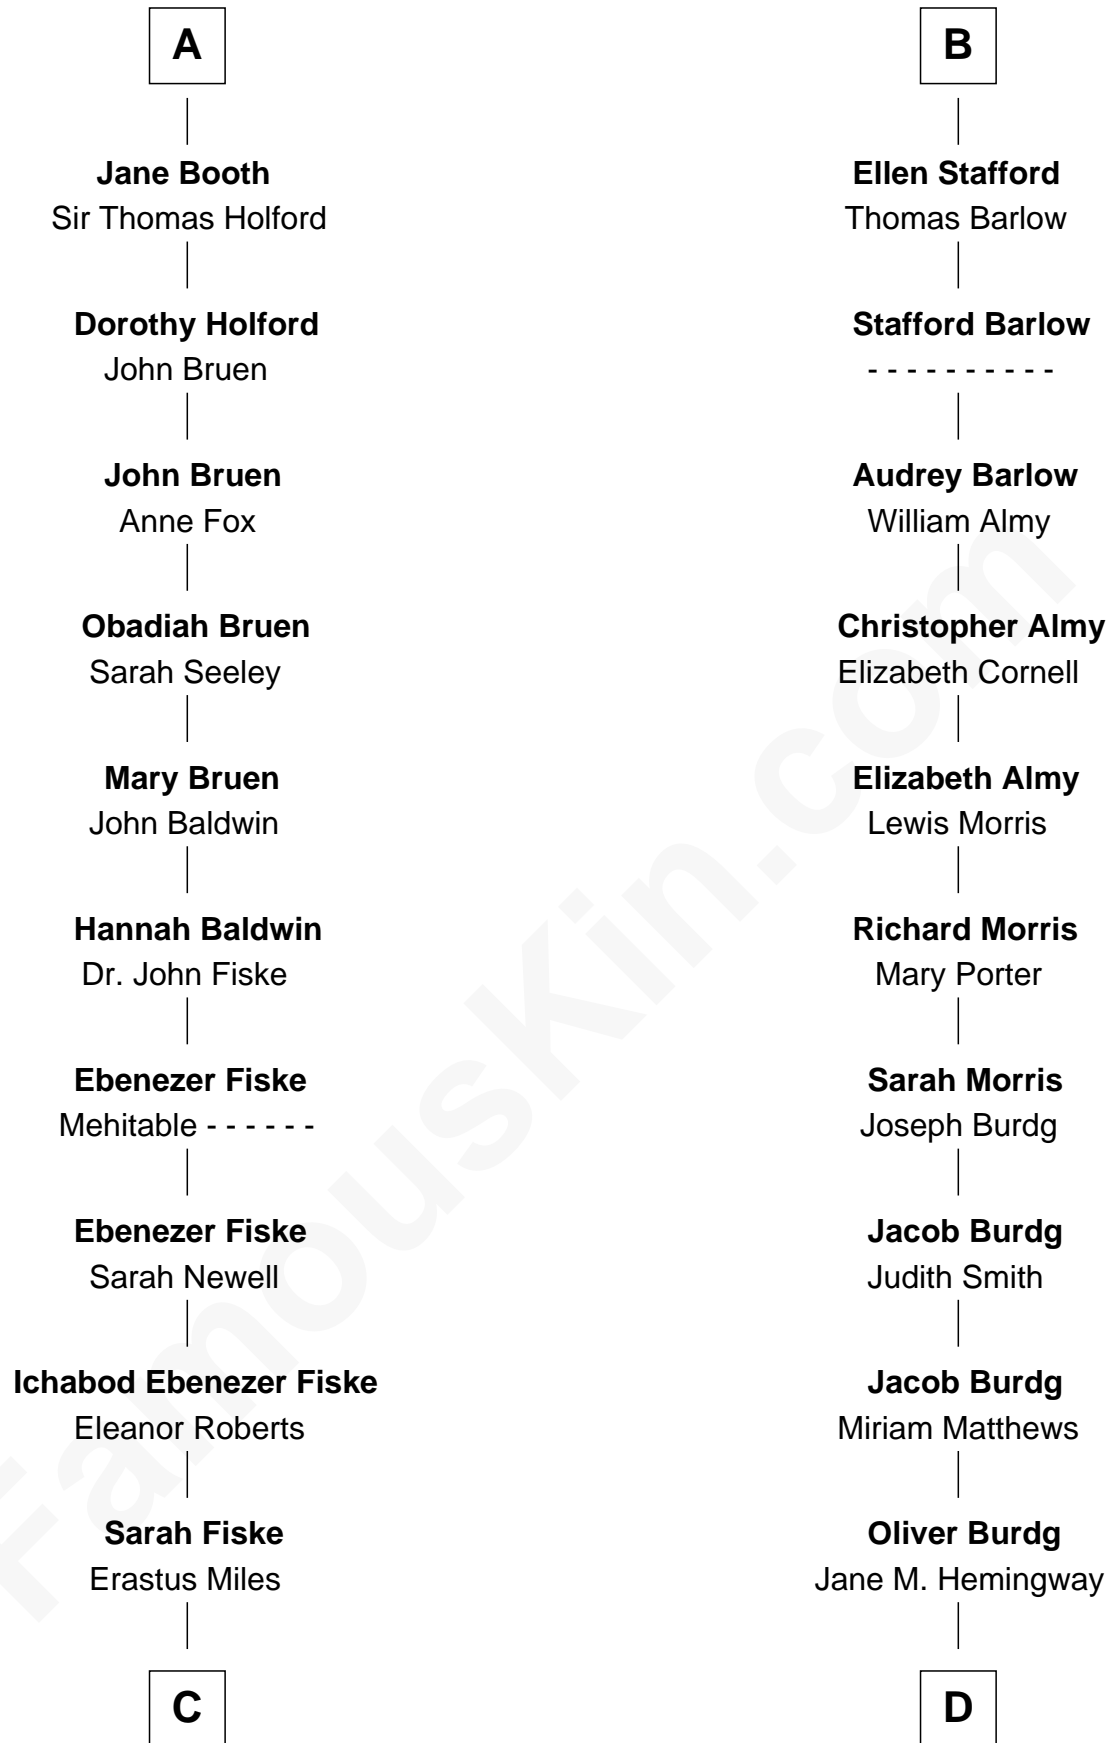 A
Jane Booth
Sir Thomas Holford
Dorothy Holford
John Bruen
John Bruen
Anne Fox
Obadiah Bruen
Sarah Seeley
Mary Bruen
John Baldwin
Hannah Baldwin
Dr. John Fiske
Ebenezer Fiske
Mehitable - - - - - -
Ebenezer Fiske
Sarah Newell
Ichabod Ebenezer Fiske
Eleanor Roberts
Sarah Fiske
Erastus Miles
C
B
Ellen Stafford
Thomas Barlow
Stafford Barlow
- - - - - - - - - -
Audrey Barlow
William Almy
Christopher Almy
Elizabeth Cornell
Elizabeth Almy
Lewis Morris
Richard Morris
Mary Porter
Sarah Morris
Joseph Burdg
Jacob Burdg
Judith Smith
Jacob Burdg
Miriam Matthews
Oliver Burdg
Jane M. Hemingway
D
FamousKin.com